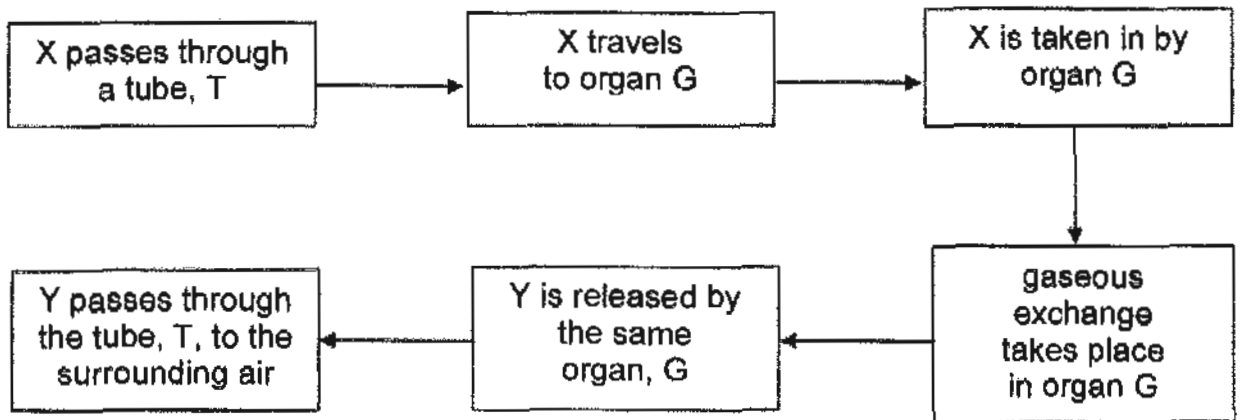 X passes through
a tube, T
X travels
to organ G
X is taken in by
organ G
gaseous
exchange
takes place
in organ G
Y is released by
the same
organ, G
Y passes through
the tube, T, to the
surrounding air